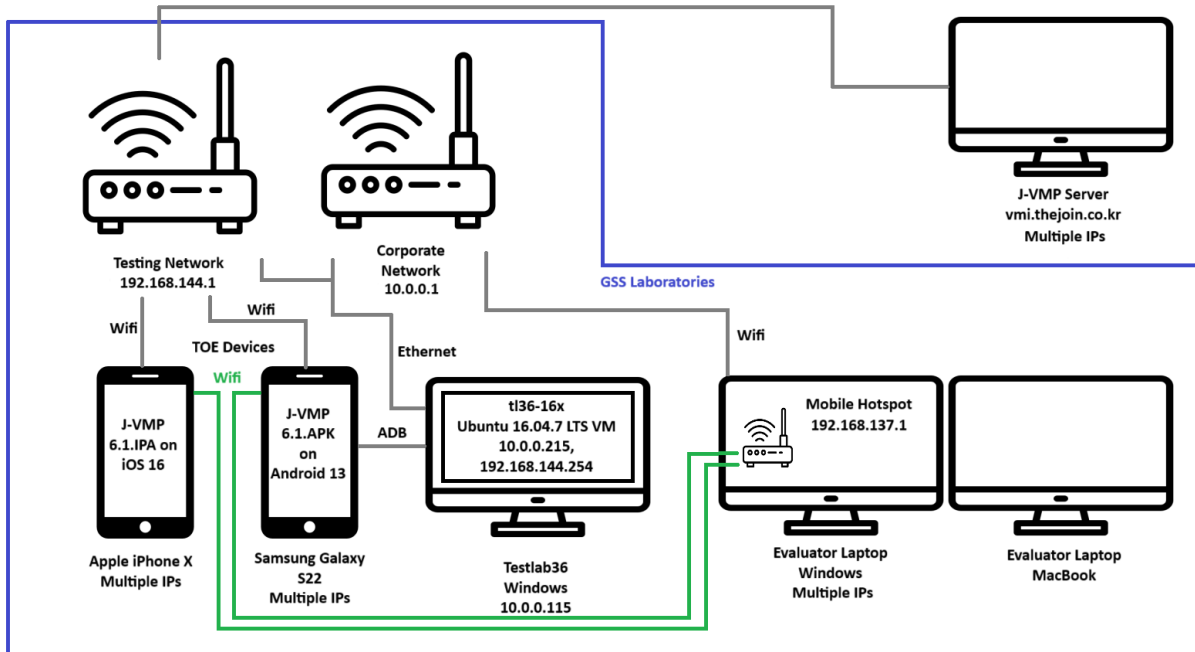 J-VMP Server
vmi.thejoin.co.kr
Multiple IPs
Testing Network
192.168.144.1
Corporate
Network
10.0.0.1
GSS Laboratories
Wifi
Wifi
TOE Devices
Wifi
Ethernet
Wifi
J-VMP
6.1.IPA on
iOS 16
J-VMP
6.1.APK
on
Android 13
ADB
tl36-16x
Ubuntu 16.04.7 LTS VM
10.0.0.215,
192.168.144.254
Mobile Hotspot
192.168.137.1
Apple iPhone X
Multiple IPs
Samsung Galaxy
S22
Multiple IPs
Testlab36
Windows
10.0.0.115
Evaluator Laptop
Windows
Multiple IPs
Evaluator Laptop
MacBook